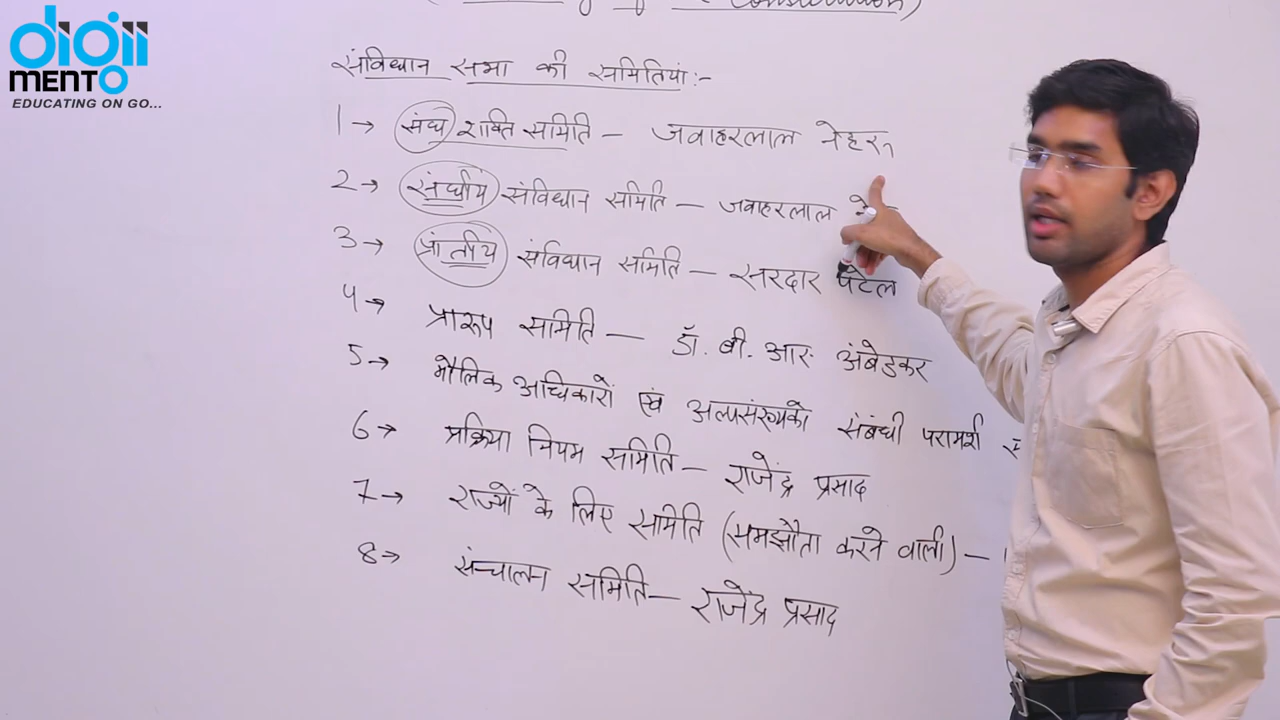 digii
MENTO
EDUCATING ON GO...
संविधान सभा की समितियां:-
1→ संघ शक्ति समिति – जवाहरलाल नेहरू
2→ संघीय संविधान समिति – जवाहरलाल
3→ प्रांतीय संविधान समिति – सरदार पटेल
4→ प्रारूप समिति – डॉ. बी. आर. अंबेडकर
5→ मौलिक अधिकारों एवं अल्पसंख्यको संबंधी परामर्श
6→ प्रक्रिया नियम समिति – राजेंद्र प्रसाद
7→ राज्यों के लिए समिति (समझौता करने वाली) –
8→ संचालन समिति – राजेंद्र प्रसाद